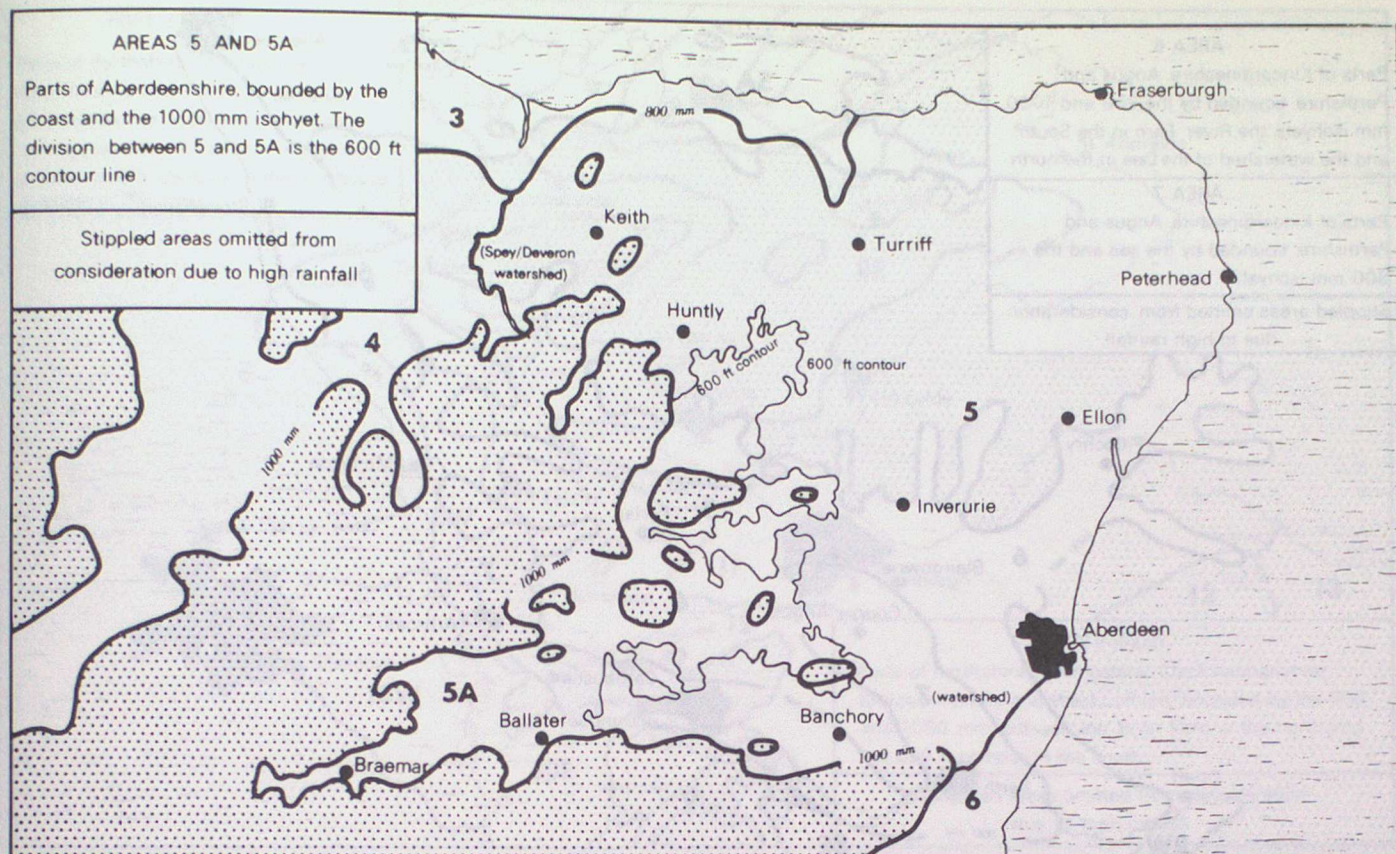 AREAS 5 AND 5A
Parts of Aberdeenshire, bounded by the
coast and the 1000 mm isohyet. The
division between 5 and 5A is the 600 ft
contour line
Stippled areas omitted from
consideration due to high rainfall
3
800 mm
Fraserburgh
Keith
(Spey/Deveron
watershed)
Turriff
Peterhead
Huntly
4
600 ft contour
600 ft contour
5
Ellon
1000 mm
Inverurie
1000 mm
Aberdeen
5A
Ballater
Banchory
(watershed)
1000 mm
Braemar
6